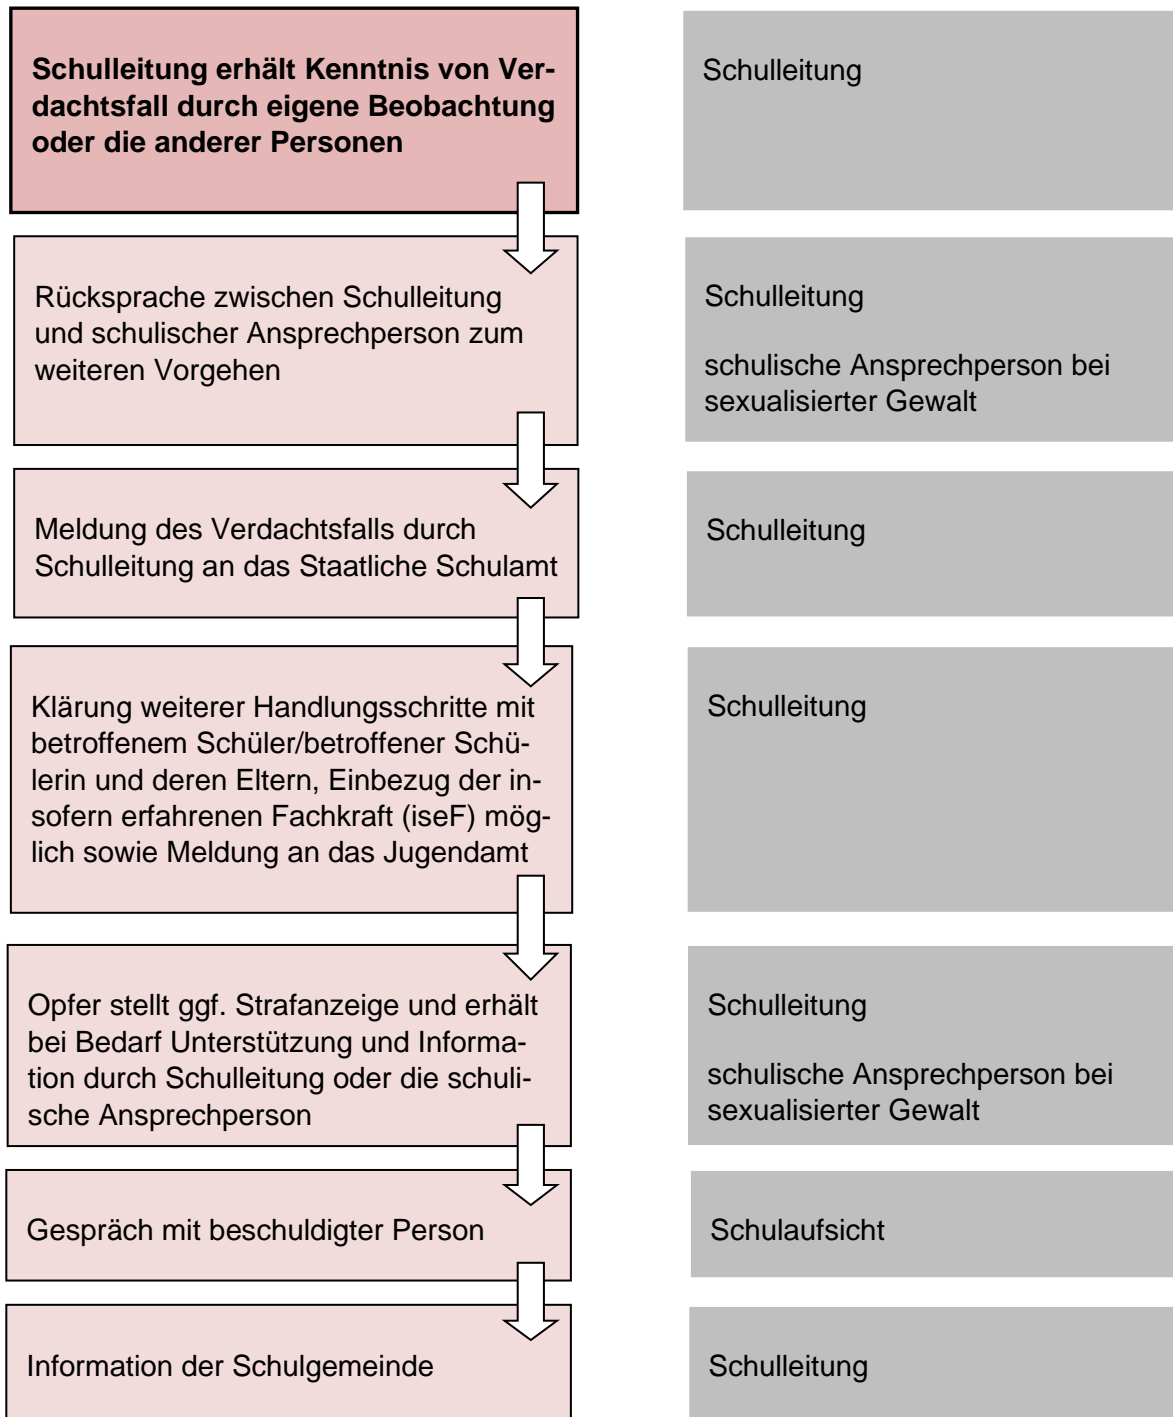 Schulleitung erhält Kenntnis von Ver-
dachtsfall durch eigene Beobachtung
oder die anderer Personen
Schulleitung
Rücksprache zwischen Schulleitung
und schulischer Ansprechperson zum
weiteren Vorgehen
Schulleitung
schulische Ansprechperson bei
sexualisierter Gewalt
Meldung des Verdachtsfalls durch
Schulleitung an das Staatliche Schulamt
Schulleitung
Klärung weiterer Handlungsschritte mit
betroffenem Schüler/betroffener Schü-
lerin und deren Eltern, Einbezug der in-
sofern erfahrenen Fachkraft (iseF) mög-
lich sowie Meldung an das Jugendamt
Schulleitung
Opfer stellt ggf. Strafanzeige und erhält
bei Bedarf Unterstützung und Informa-
tion durch Schulleitung oder die schuli-
sche Ansprechperson
Schulleitung
schulische Ansprechperson bei
sexualisierter Gewalt
Gespräch mit beschuldigter Person
Schulaufsicht
Information der Schulgemeinde
Schulleitung